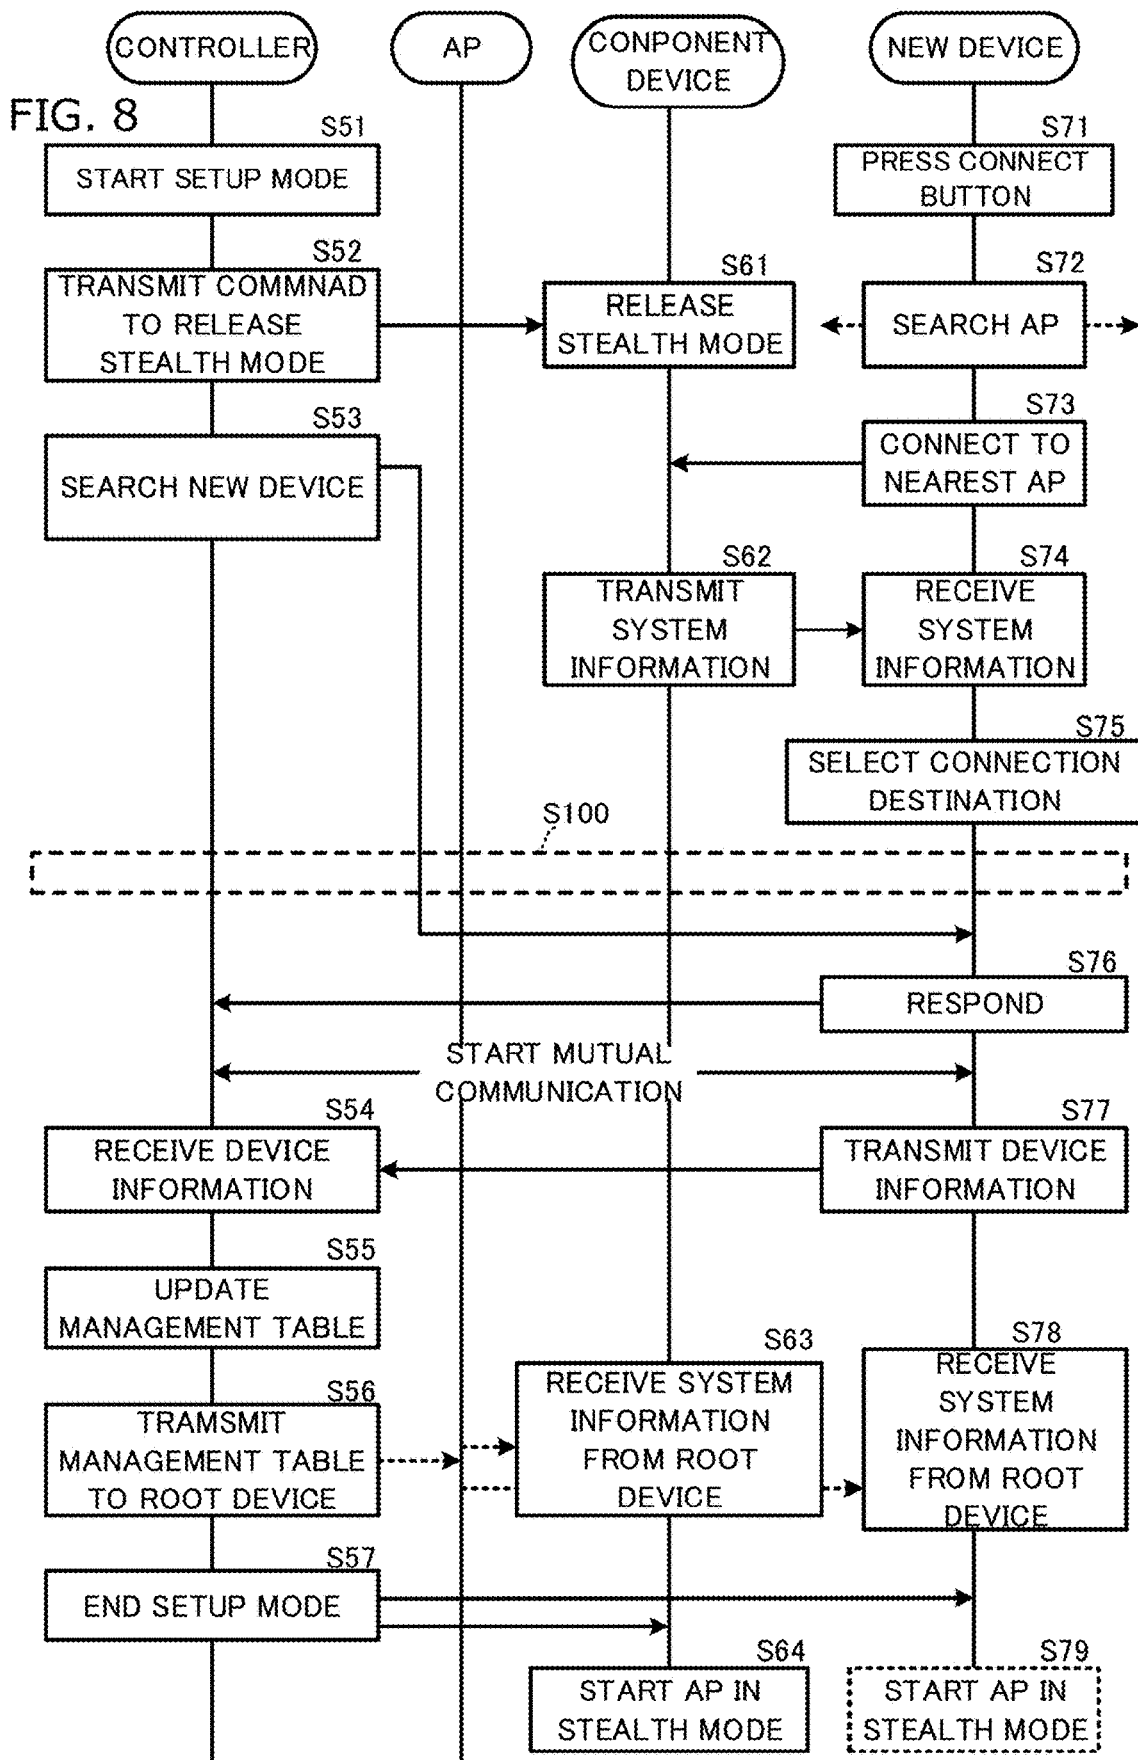 CONTROLLER
AP
CONPONENT
DEVICE
NEW DEVICE
FIG. 8
S51
START SETUP MODE
S71
PRESS CONNECT
BUTTON
S52
TRANSMIT COMMNAD
TO RELEASE
STEALTH MODE
S61
RELEASE
STEALTH MODE
S72
SEARCH AP
S53
SEARCH NEW DEVICE
S73
CONNECT TO
NEAREST AP
S62
TRANSMIT
SYSTEM
INFORMATION
S74
RECEIVE
SYSTEM
INFORMATION
S75
SELECT CONNECTION
DESTINATION
S100
S76
RESPOND
START MUTUAL
COMMUNICATION
S54
RECEIVE DEVICE
INFORMATION
S77
TRANSMIT DEVICE
INFORMATION
S55
UPDATE
MANAGEMENT TABLE
S56
TRAMSMIT
MANAGEMENT TABLE
TO ROOT DEVICE
S63
RECEIVE SYSTEM
INFORMATION
FROM ROOT
DEVICE
S78
RECEIVE
SYSTEM
INFORMATION
FROM ROOT
DEVICE
S57
END SETUP MODE
S64
START AP IN
STEALTH MODE
S79
START AP IN
STEALTH MODE